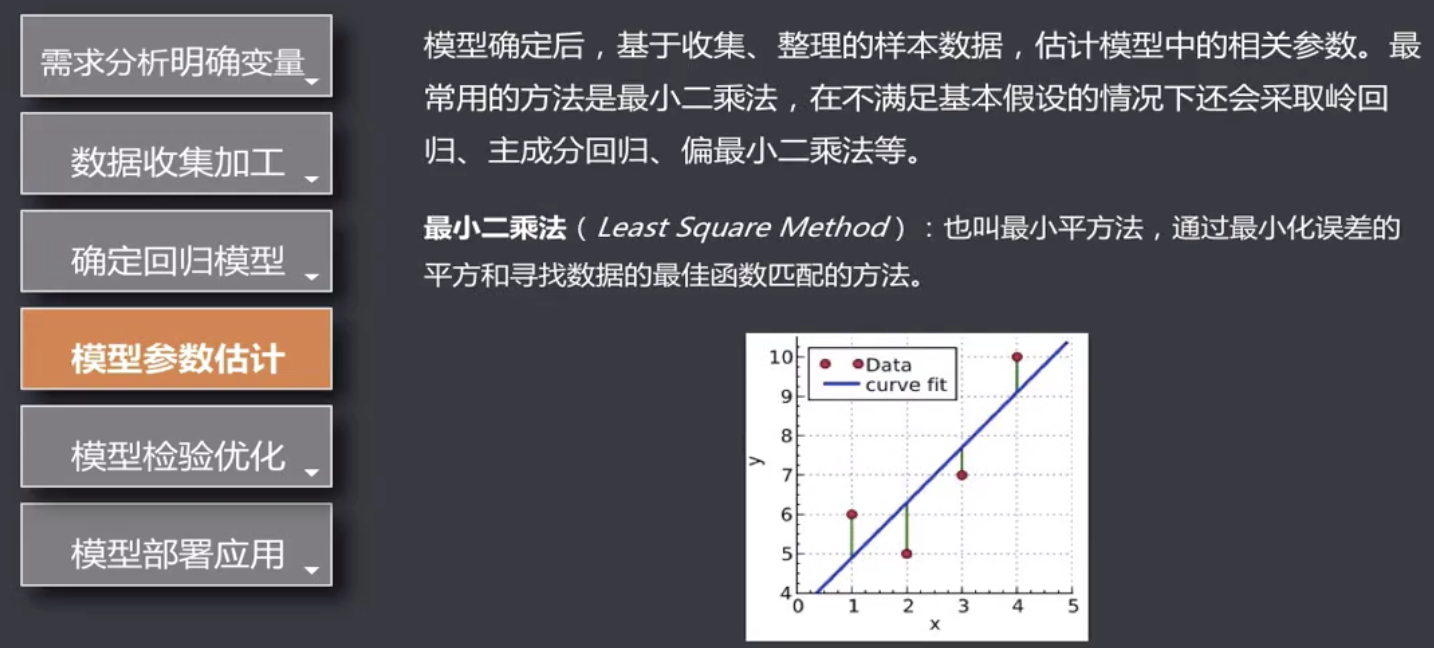 需求分析明确变量
数据收集加工
确定回归模型
模型参数估计
模型检验优化
模型部署应用
模型确定后，基于收集、整理的样本数据，估计模型中的相关参数。最
常用的方法是最小二乘法，在不满足基本假设的情况下还会采取岭回
归、主成分回归、偏最小二乘法等。
最小二乘法（Least Square Method）：也叫最小平方法，通过最小化误差的
平方和寻找数据的最佳函数匹配的方法。
Data
curve fit
10
9
8
7
6
5
4
y
0 1 2 3 4 5
x